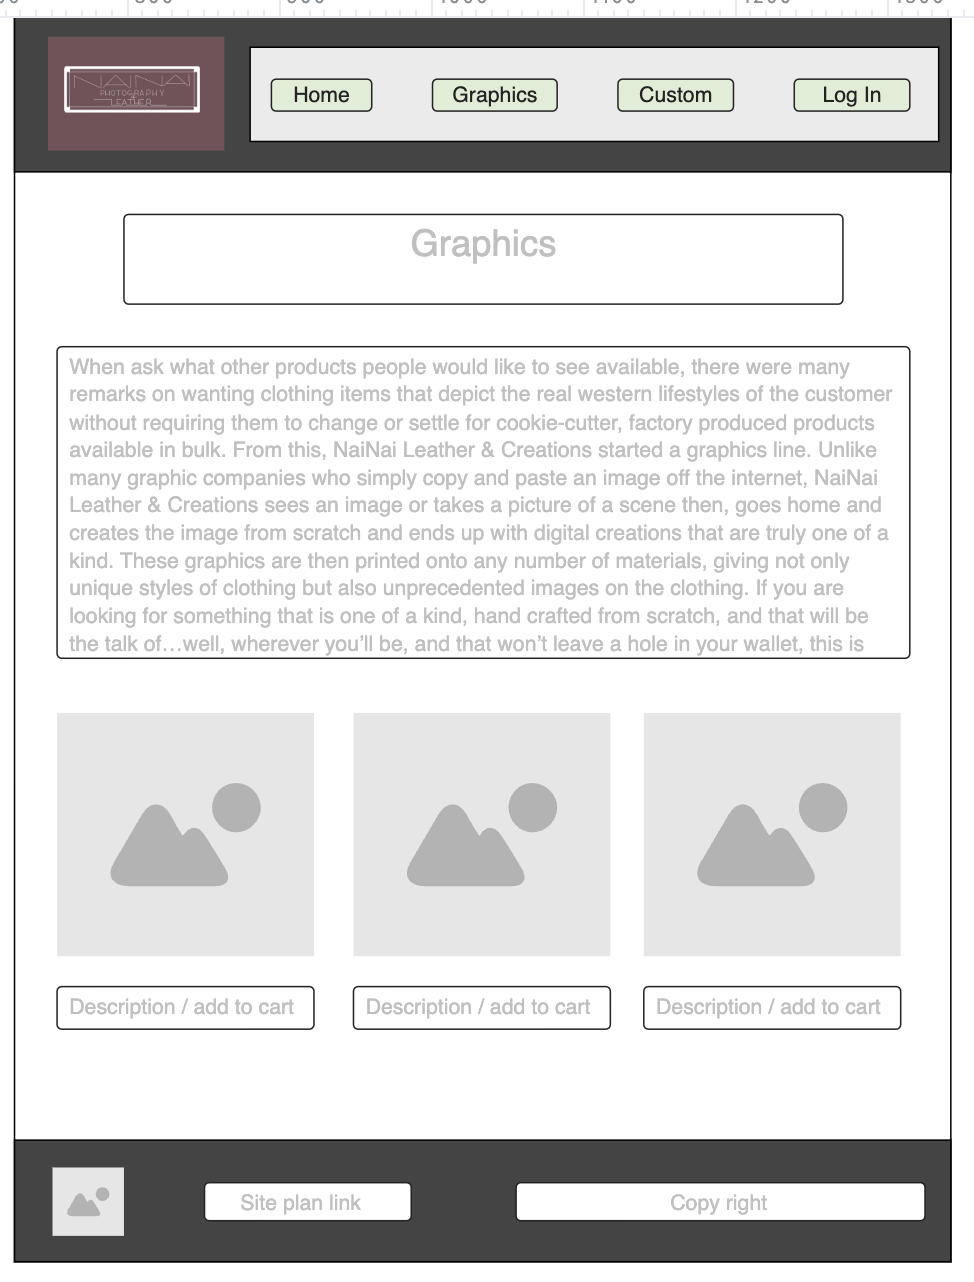 NAINAI
PHOTOGRAPHY
&
LEATHER
Home Graphics Custom Log In
Graphics
When ask what other products people would like to see available, there were many
remarks on wanting clothing items that depict the real western lifestyles of the customer
without requiring them to change or settle for cookie-cutter, factory produced products
available in bulk. From this, NaiNai Leather & Creations started a graphics line. Unlike
many graphic companies who simply copy and paste an image off the internet, NaiNai
Leather & Creations sees an image or takes a picture of a scene then, goes home and
creates the image from scratch and ends up with digital creations that are truly one of a
kind. These graphics are then printed onto any number of materials, giving not only
unique styles of clothing but also unprecedented images on the clothing. If you are
looking for something that is one of a kind, hand crafted from scratch, and that will be
the talk of…well, wherever you’ll be, and that won’t leave a hole in your wallet, this is
Description / add to cart Description / add to cart Description / add to cart
Site plan link Copy right